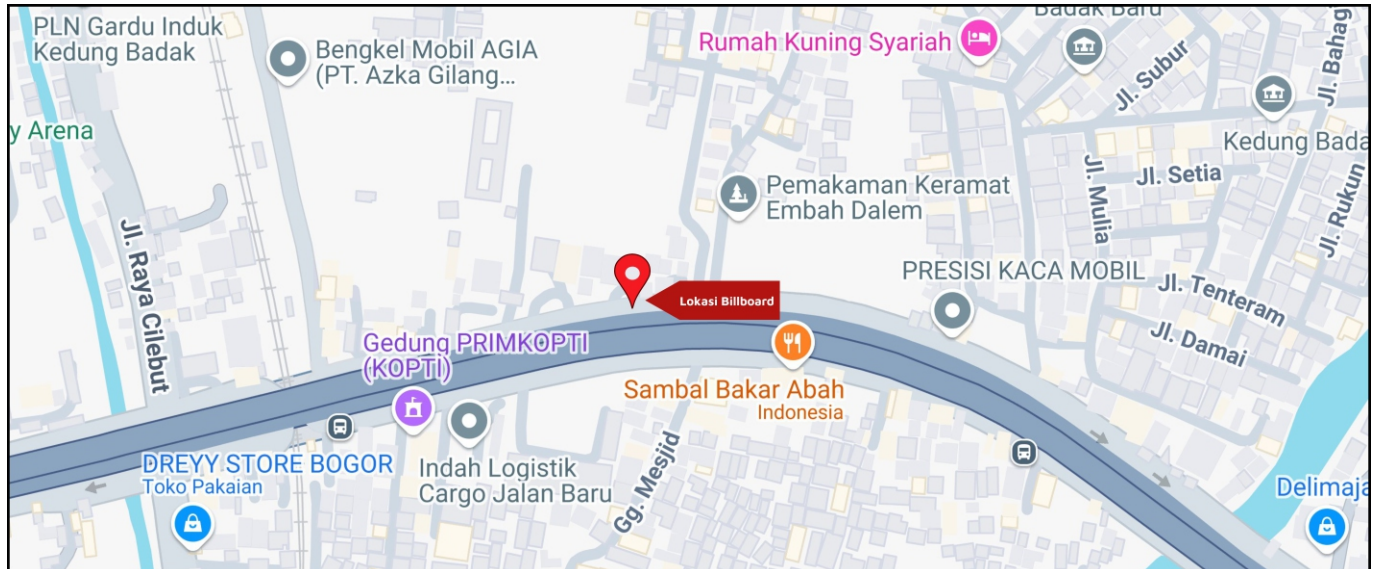 PLN Gardu Induk
Kedung Badak
Bengkel Mobil AGIA
(PT. Azka Gilang...
Rumah Kuning Syariah
Badak Baru
Jl. Subur
Jl. Bahag
y Arena
Kedung Bada
Jl. Setia
Jl. Mulia
Jl. Rukun
Pemakaman Keramat
Embah Dalem
Jl. Raya Cilebut
PRESISI KACA MOBIL
Jl. Tenteram
Lokasi Billboard
Jl. Damai
Gedung PRIMKOPTI
(KOPTI)
Sambal Bakar Abah
Indonesia
DREYY STORE BOGOR
Toko Pakaian
Indah Logistik
Cargo Jalan Baru
Gg. Mesjid
Delimaja